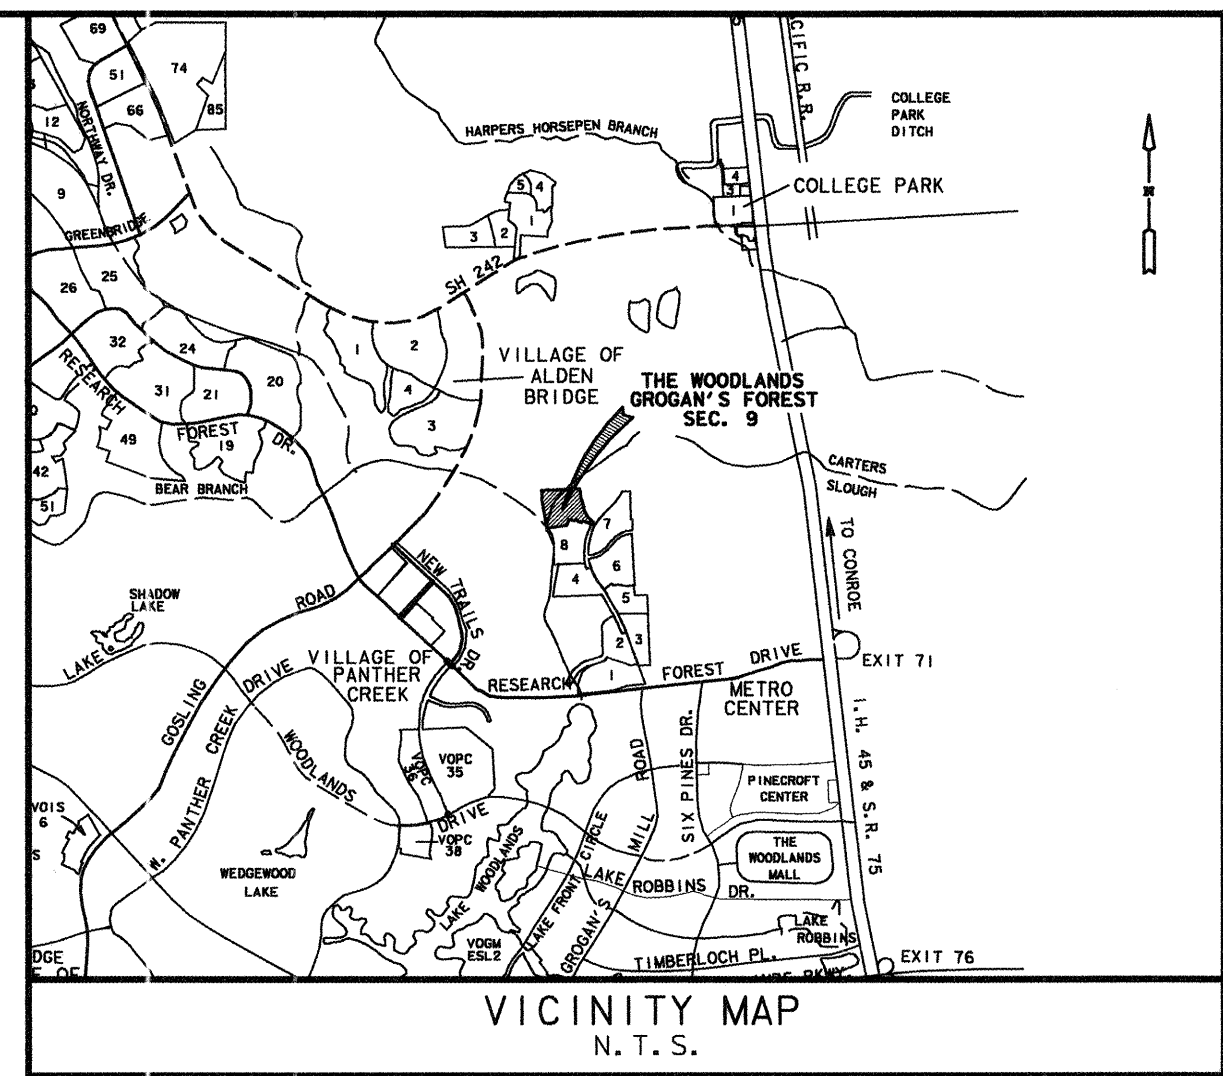 69
51
74
66
85
12
NORTHWAY DR.
9
GREENBRIDGE
26
25
HARPERS HORSEPEN BRANCH
CIFIC R.R.
COLLEGE
PARK
DITCH
4
3
1
COLLEGE PARK
N
5
4
1
3
2
SH 242
32
24
31
21
20
RESEARCH
FOREST
DR.
49
19
42
51
BEAR BRANCH
1
2
4
3
VILLAGE OF
ALDEN
BRIDGE
THE WOODLANDS
GROGAN'S FOREST
SEC. 9
CARTERS
SLOUGH
TO CONROE
7
8
6
4
5
2
3
1
NEW TRAILS DR.
SHADOW
LAKE
LAKE
GOSLING
ROAD
W. PANTHER
CREEK
DRIVE
VILLAGE OF
PANTHER
CREEK
RESEARCH
FOREST
DRIVE
EXIT 71
METRO
CENTER
I.H. 45 & S.R. 75
WOODLANDS
DRIVE
VOPC
36
VOPC
35
VOPC
38
VOIS
6
S
WEDGEWOOD
LAKE
LAKE
WOODLANDS
VOGM
ESL2
LAKE FRONT
CIRCLE
GROGAN'S
MILL
ROAD
SIX PINES DR.
PINECROFT
CENTER
THE
WOODLANDS
MALL
LAKE
ROBBINS
DR.
LAKE
ROBBINS
TIMBERLOCH PL.
PKWY.
EXIT 76
DGE
E OF
VICINITY MAP
N.T.S.